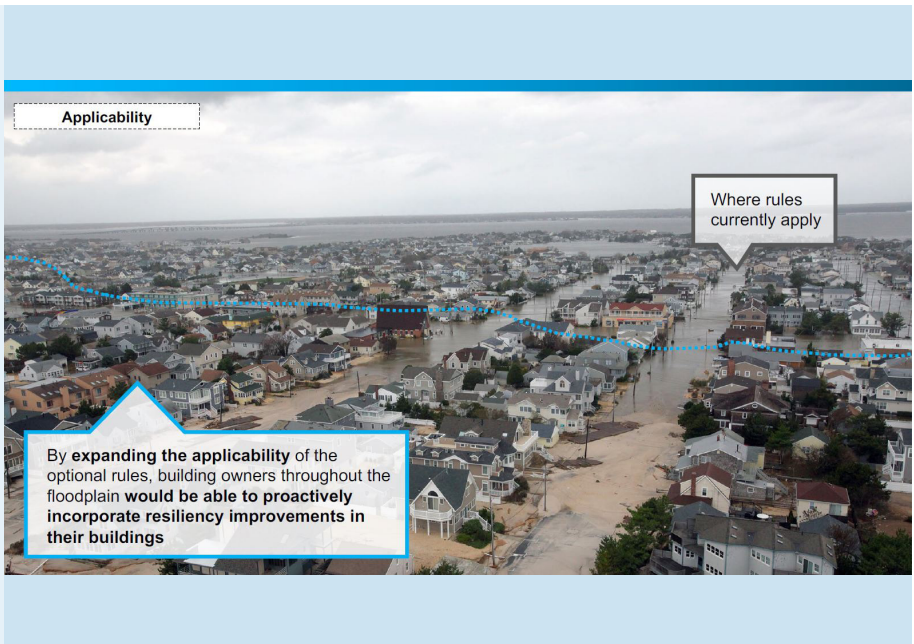 Applicability
Where rules
currently apply
By expanding the applicability of the
optional rules, building owners throughout the
floodplain would be able to proactively
incorporate resiliency improvements in
their buildings